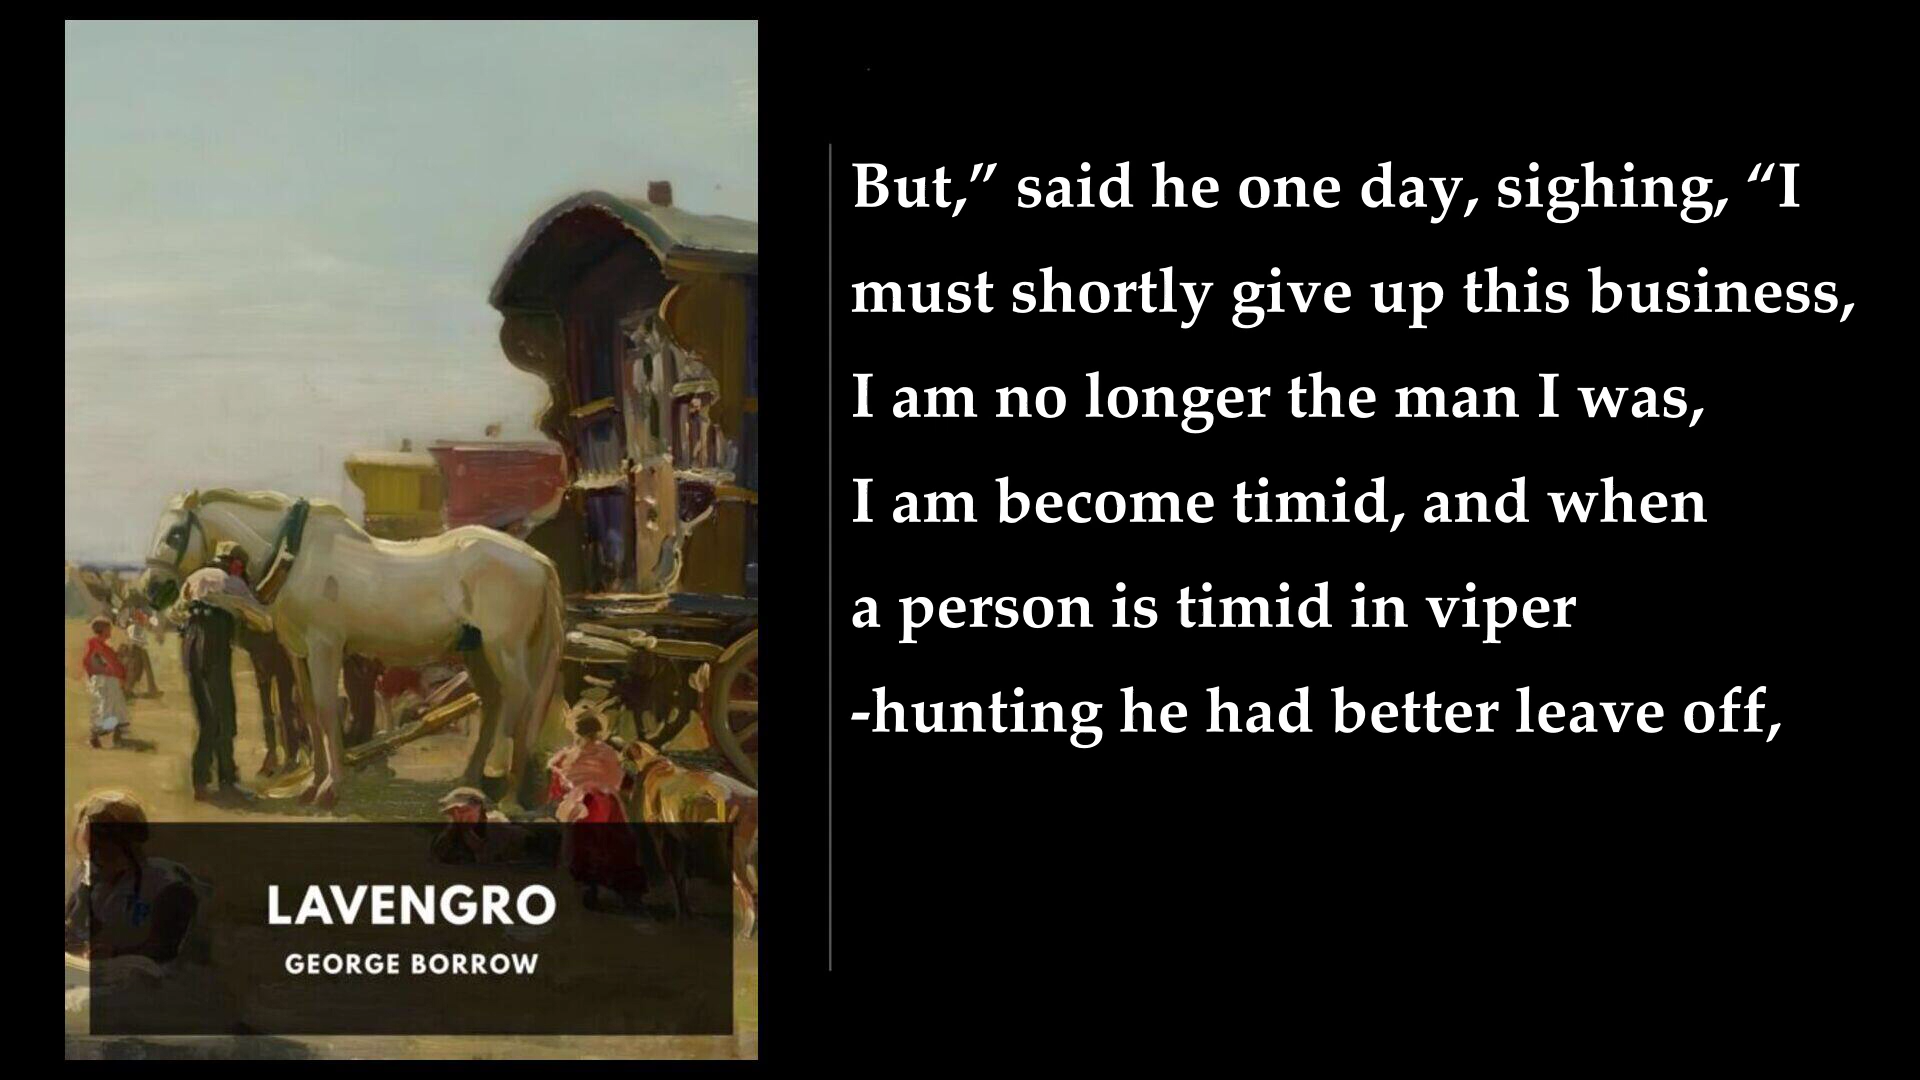 LAVENGRO
GEORGE BORROW
But,” said he one day, sighing, “I
must shortly give up this business,
I am no longer the man I was,
I am become timid, and when
a person is timid in viper
-hunting he had better leave off,